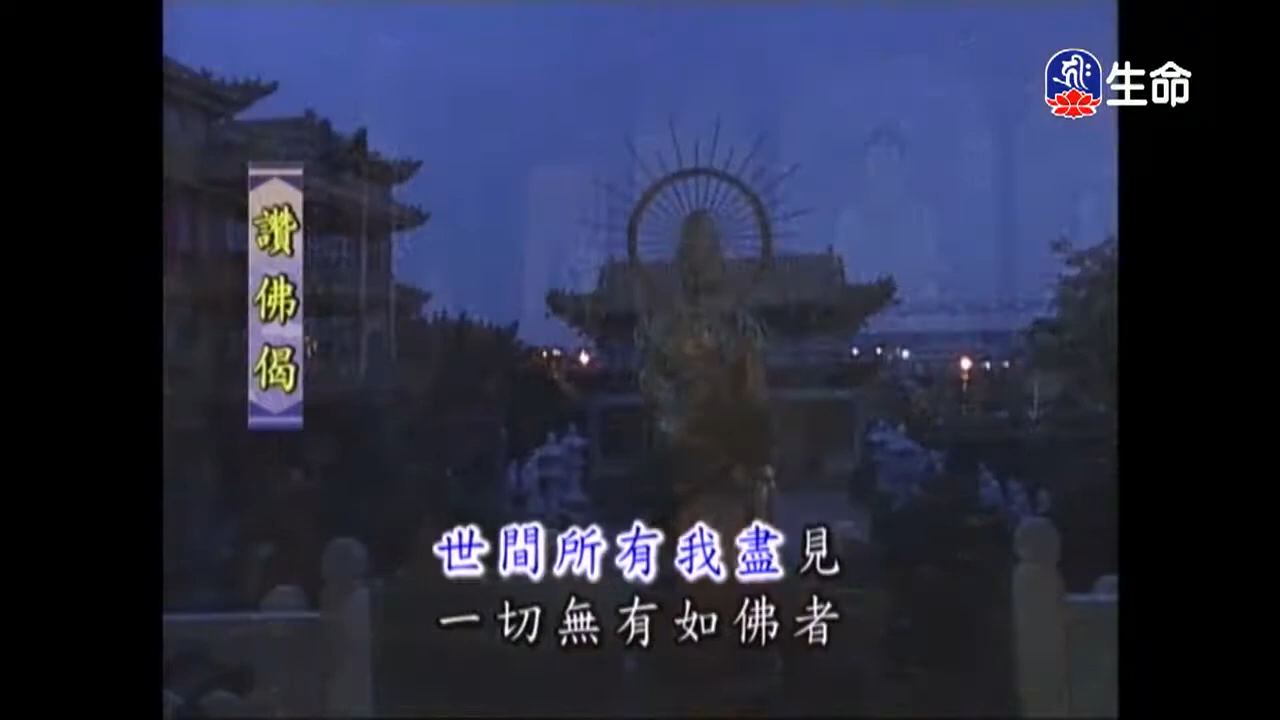 生命
讚佛偈
世間所有我盡見
一切無有如佛者